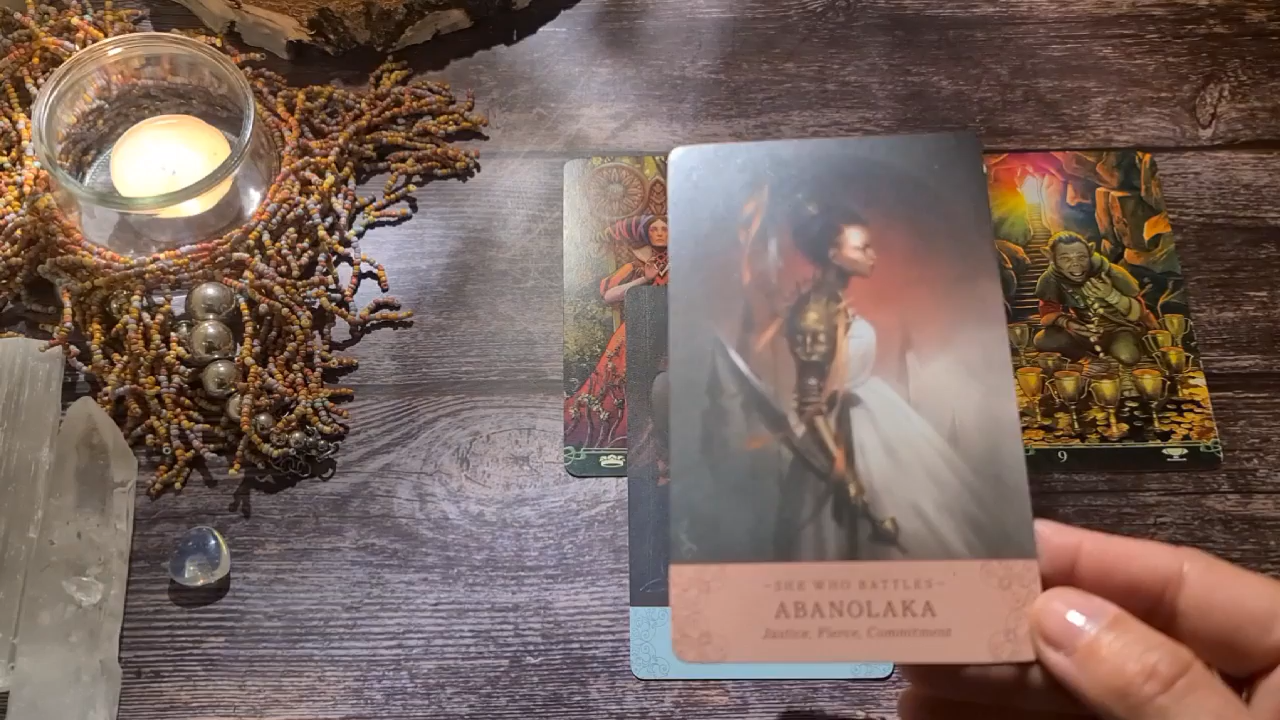 ~SHE WHO BATTLES~
ABANOLAKA
Justice, Fierce, Commitment
9